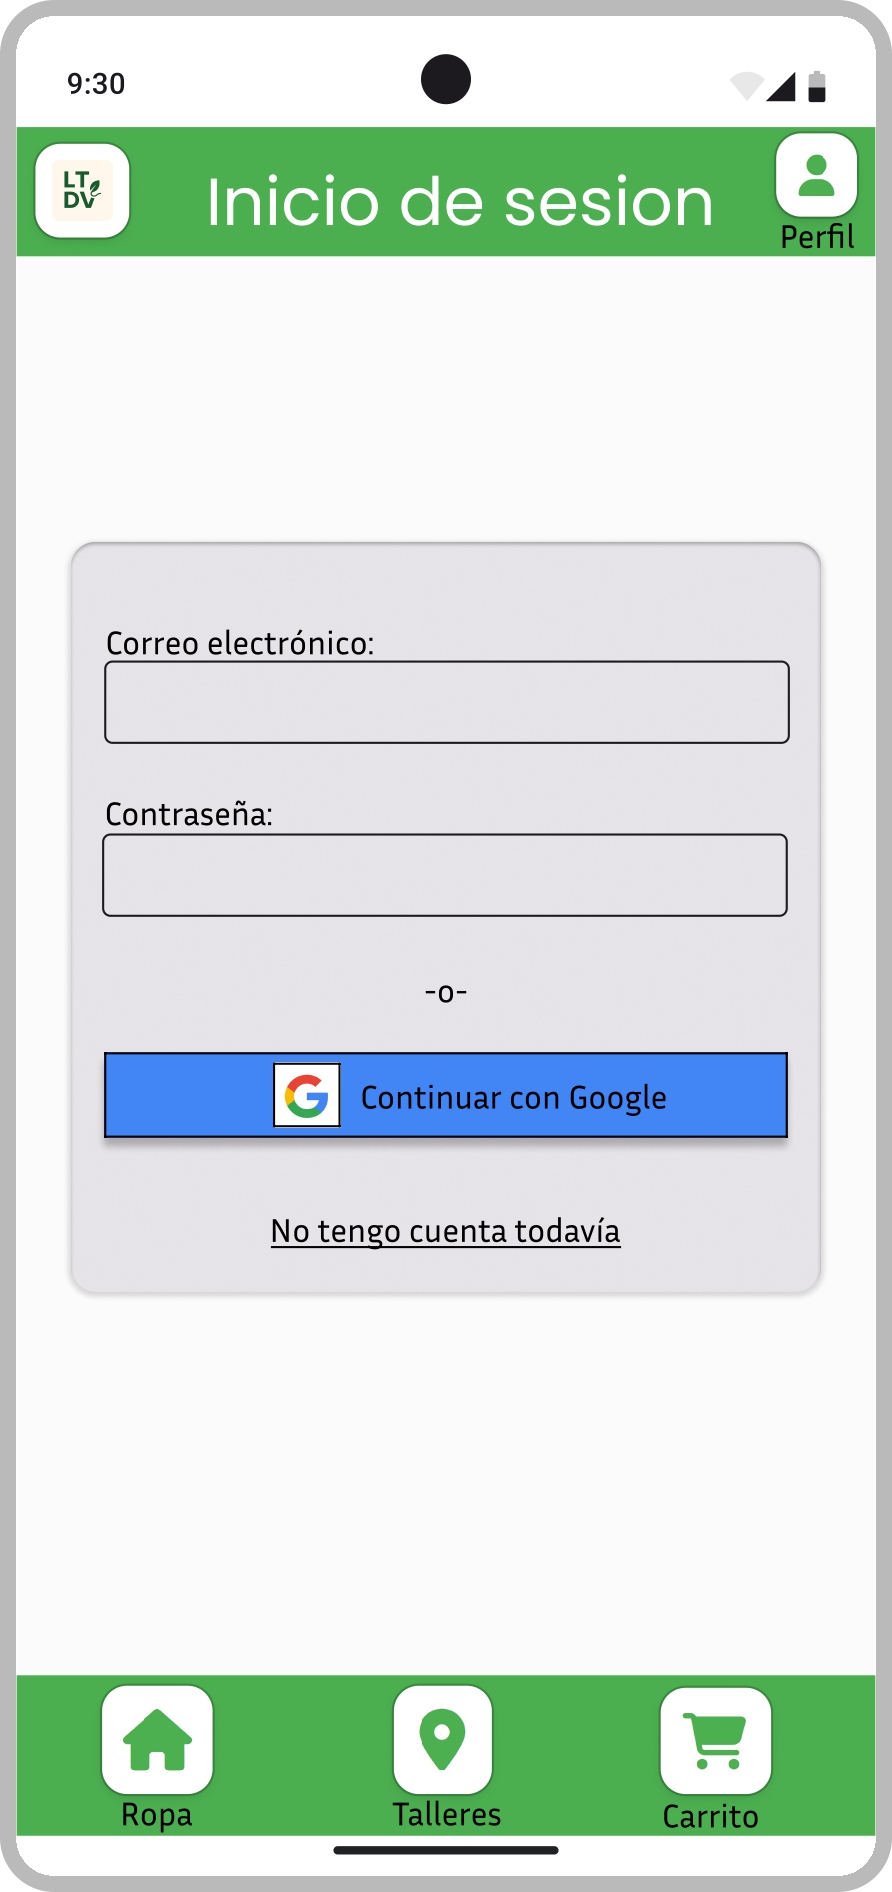 9:30
LT
DV
Inicio de sesion
Perfil
Correo electrónico:
Contraseña:
-o-
G Continuar con Google
No tengo cuenta todavía
Ropa
Talleres
Carrito